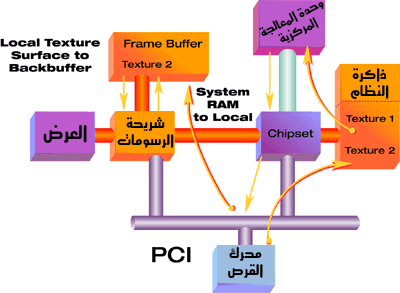 Local Texture
Surface to
Backbuffer
Frame Buffer
Texture 2
وحدة المعالجة
المركزية
ذاكرة
النظام
Texture 1
Texture 2
System
RAM
to Local
العرض
شريحة
الرسومات
Chipset
PCI
مدرك
القرص